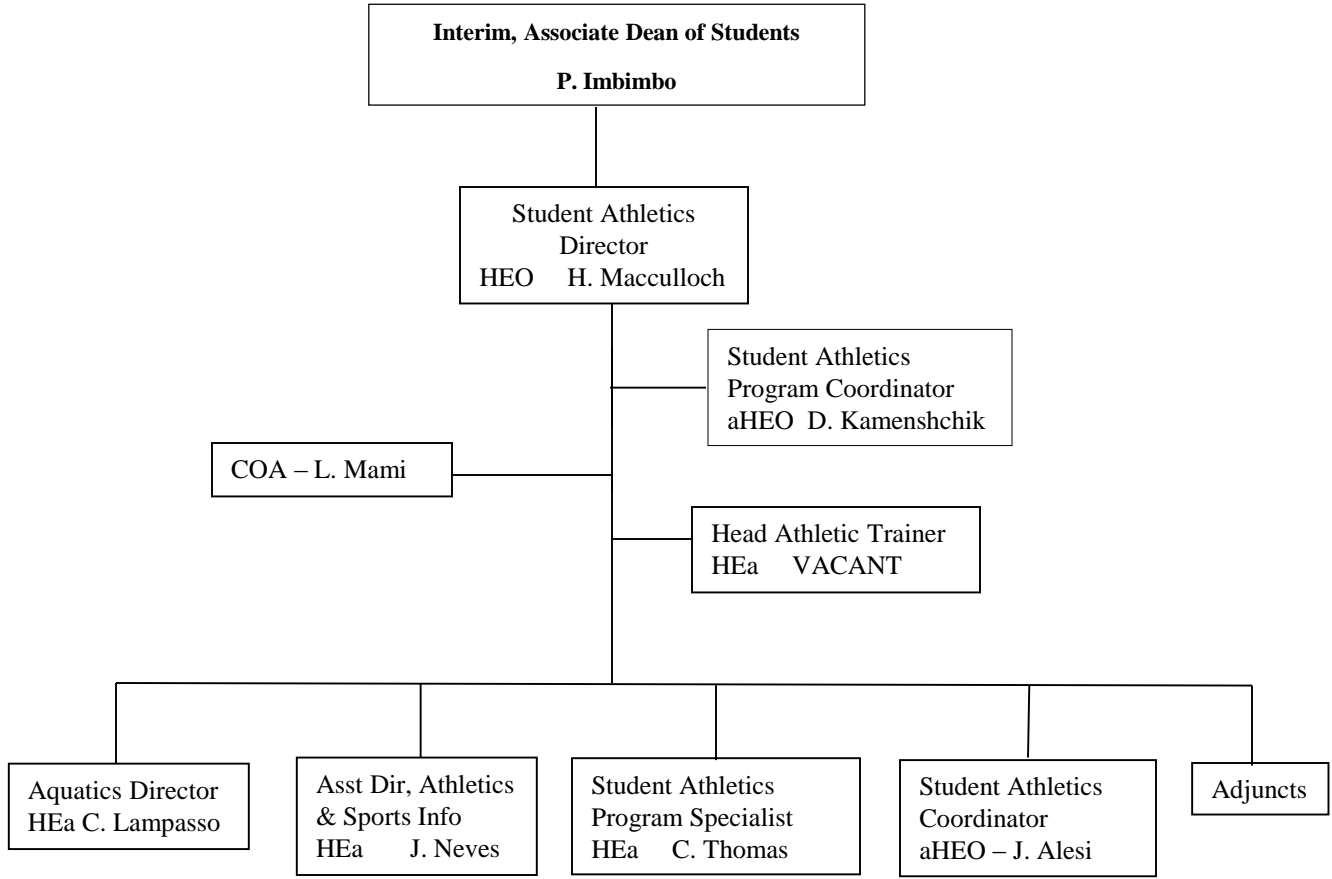 Interim, Associate Dean of Students
P. Imbimbo
Student Athletics
Director
HEO H. Macculloch
Student Athletics
Program Coordinator
aHEO D. Kamenshchik
COA – L. Mami
Head Athletic Trainer
HEa VACANT
Aquatics Director
HEa C. Lampasso
Asst Dir, Athletics
& Sports Info
HEa J. Neves
Student Athletics
Program Specialist
HEa C. Thomas
Student Athletics
Coordinator
aHEO – J. Alesi
Adjuncts